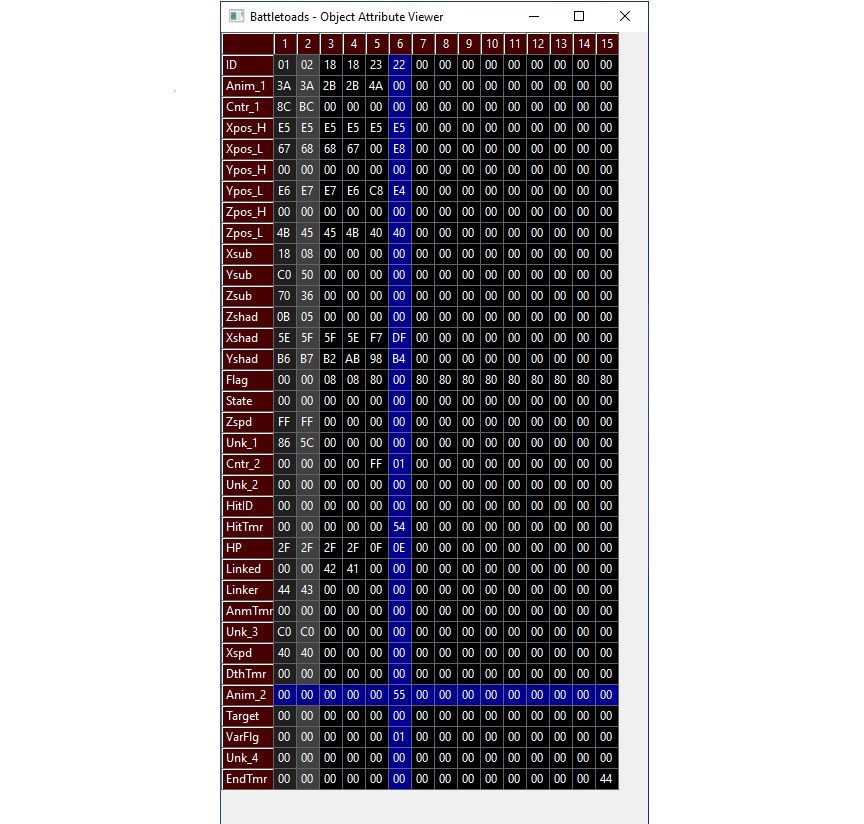 Battletoads - Object Attribute Viewer
1 2 3 4 5 6 7 8 9 10 11 12 13 14 15
ID 01 02 18 18 23 22 00 00 00 00 00 00 00 00 00
Anim_1 3A 3A 2B 2B 4A 00 00 00 00 00 00 00 00 00 00
Cntr_1 8C BC 00 00 00 00 00 00 00 00 00 00 00 00 00
Xpos_H E5 E5 E5 E5 E5 E5 00 00 00 00 00 00 00 00 00
Xpos_L 67 68 68 67 00 E8 00 00 00 00 00 00 00 00 00
Ypos_H 00 00 00 00 00 00 00 00 00 00 00 00 00 00 00
Ypos_L E6 E7 E7 E6 C8 E4 00 00 00 00 00 00 00 00 00
Zpos_H 00 00 00 00 00 00 00 00 00 00 00 00 00 00 00
Zpos_L 4B 45 45 4B 40 40 00 00 00 00 00 00 00 00 00
Xsub 18 08 00 00 00 00 00 00 00 00 00 00 00 00 00
Ysub C0 50 00 00 00 00 00 00 00 00 00 00 00 00 00
Zsub 70 36 00 00 00 00 00 00 00 00 00 00 00 00 00
Zshad 0B 05 00 00 00 00 00 00 00 00 00 00 00 00 00
Xshad 5E 5F 5F 5E F7 DF 00 00 00 00 00 00 00 00 00
Yshad B6 B7 B2 AB 98 B4 00 00 00 00 00 00 00 00 00
Flag 00 00 08 08 80 00 80 80 80 80 80 80 80 80 80
State 00 00 00 00 00 00 00 00 00 00 00 00 00 00 00
Zspd FF FF 00 00 00 00 00 00 00 00 00 00 00 00 00
Unk_1 86 5C 00 00 00 00 00 00 00 00 00 00 00 00 00
Cntr_2 00 00 00 00 FF 01 00 00 00 00 00 00 00 00 00
Unk_2 00 00 00 00 00 00 00 00 00 00 00 00 00 00 00
HitID 00 00 00 00 00 00 00 00 00 00 00 00 00 00 00
HitTmr 00 00 00 00 00 54 00 00 00 00 00 00 00 00 00
HP 2F 2F 2F 2F 0F 0E 00 00 00 00 00 00 00 00 00
Linked 00 00 42 41 00 00 00 00 00 00 00 00 00 00 00
Linker 44 43 00 00 00 00 00 00 00 00 00 00 00 00 00
AnmTmr 00 00 00 00 00 00 00 00 00 00 00 00 00 00 00
Unk_3 C0 C0 00 00 00 00 00 00 00 00 00 00 00 00 00
Xspd 40 40 00 00 00 00 00 00 00 00 00 00 00 00 00
DthTmr 00 00 00 00 00 00 00 00 00 00 00 00 00 00 00
Anim_2 00 00 00 00 00 55 00 00 00 00 00 00 00 00 00
Target 00 00 00 00 00 00 00 00 00 00 00 00 00 00 00
VarFlg 00 00 00 00 00 01 00 00 00 00 00 00 00 00 00
Unk_4 00 00 00 00 00 00 00 00 00 00 00 00 00 00 00
EndTmr 00 00 00 00 00 00 00 00 00 00 00 00 00 00 44